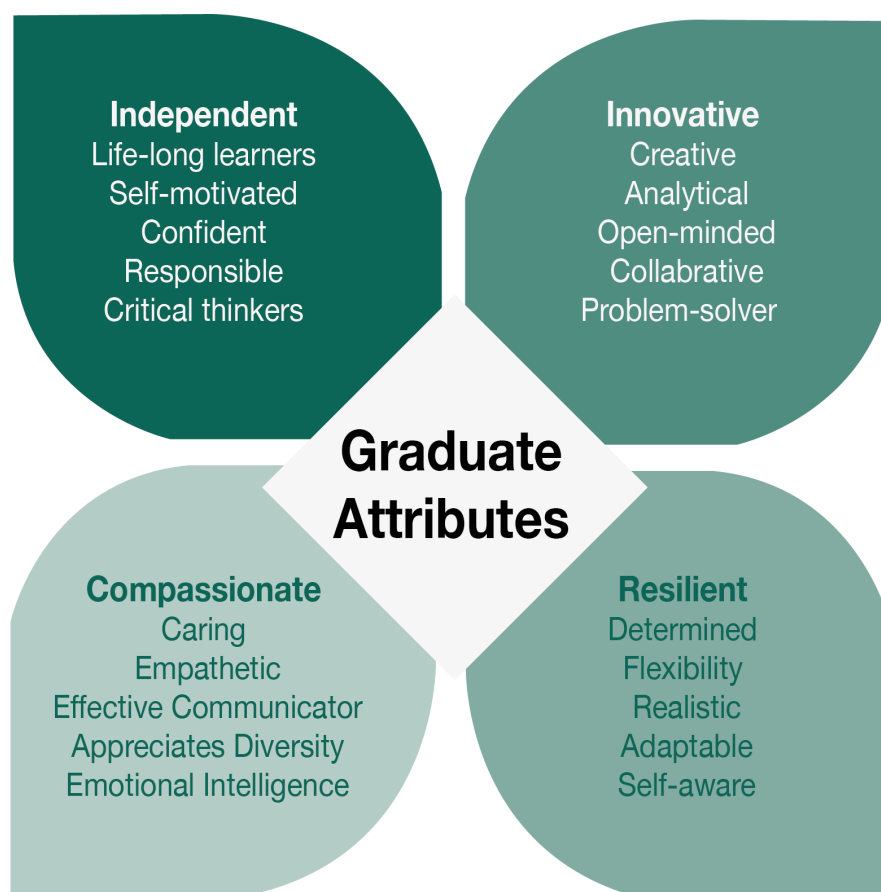 Independent
Life-long learners
Self-motivated
Confident
Responsible
Critical thinkers
Innovative
Creative
Analytical
Open-minded
Collabrative
Problem-solver
Graduate
Attributes
Compassionate
Caring
Empathetic
Effective Communicator
Appreciates Diversity
Emotional Intelligence
Resilient
Determined
Flexibility
Realistic
Adaptable
Self-aware